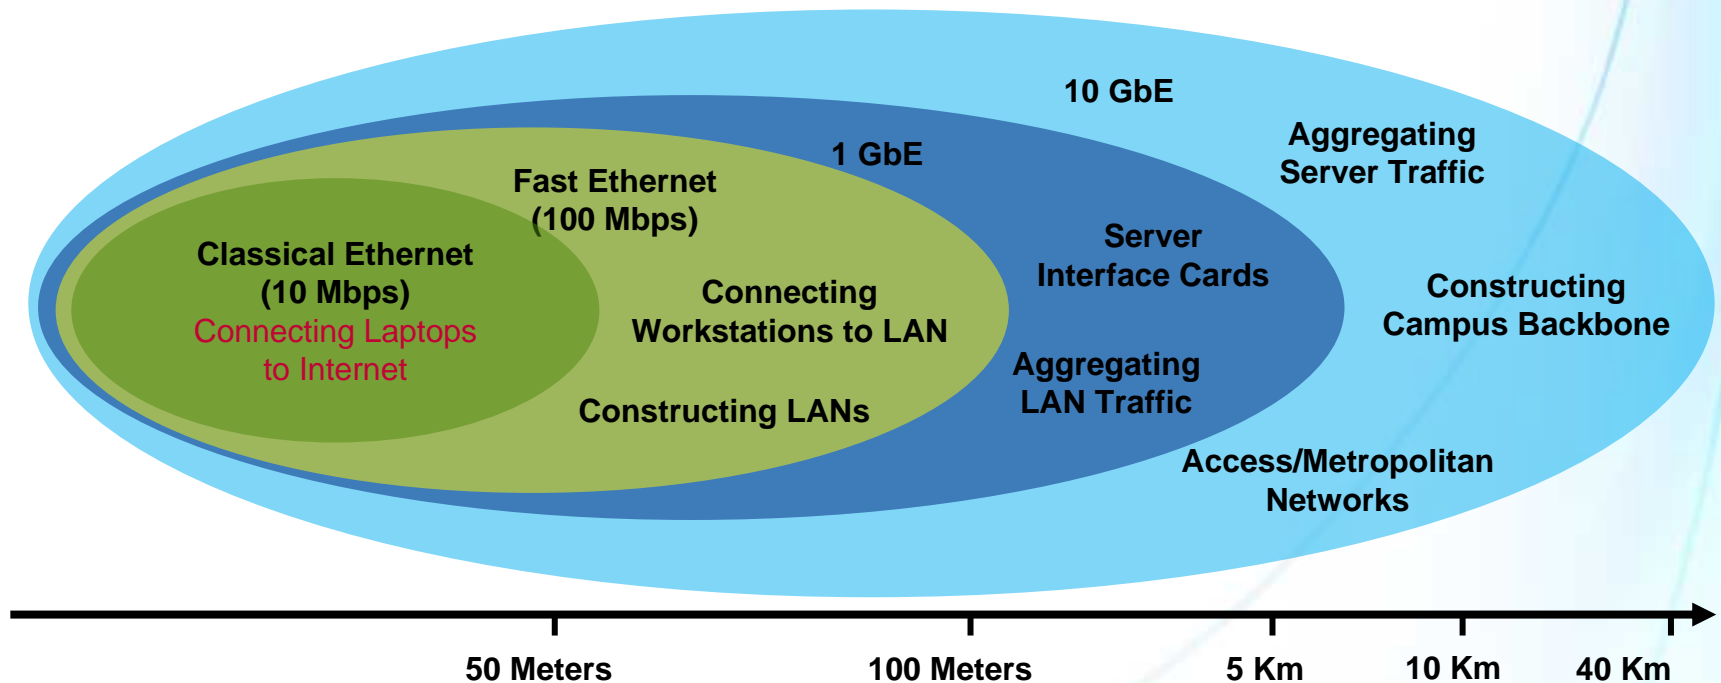 10 GbE
Aggregating
Server Traffic
1 GbE
Fast Ethernet
(100 Mbps)
Server
Interface Cards
Classical Ethernet
(10 Mbps)
Connecting Laptops
to Internet
Connecting
Workstations to LAN
Constructing
Campus Backbone
Aggregating
LAN Traffic
Constructing LANs
Access/Metropolitan
Networks
50 Meters
100 Meters
5 Km
10 Km
40 Km